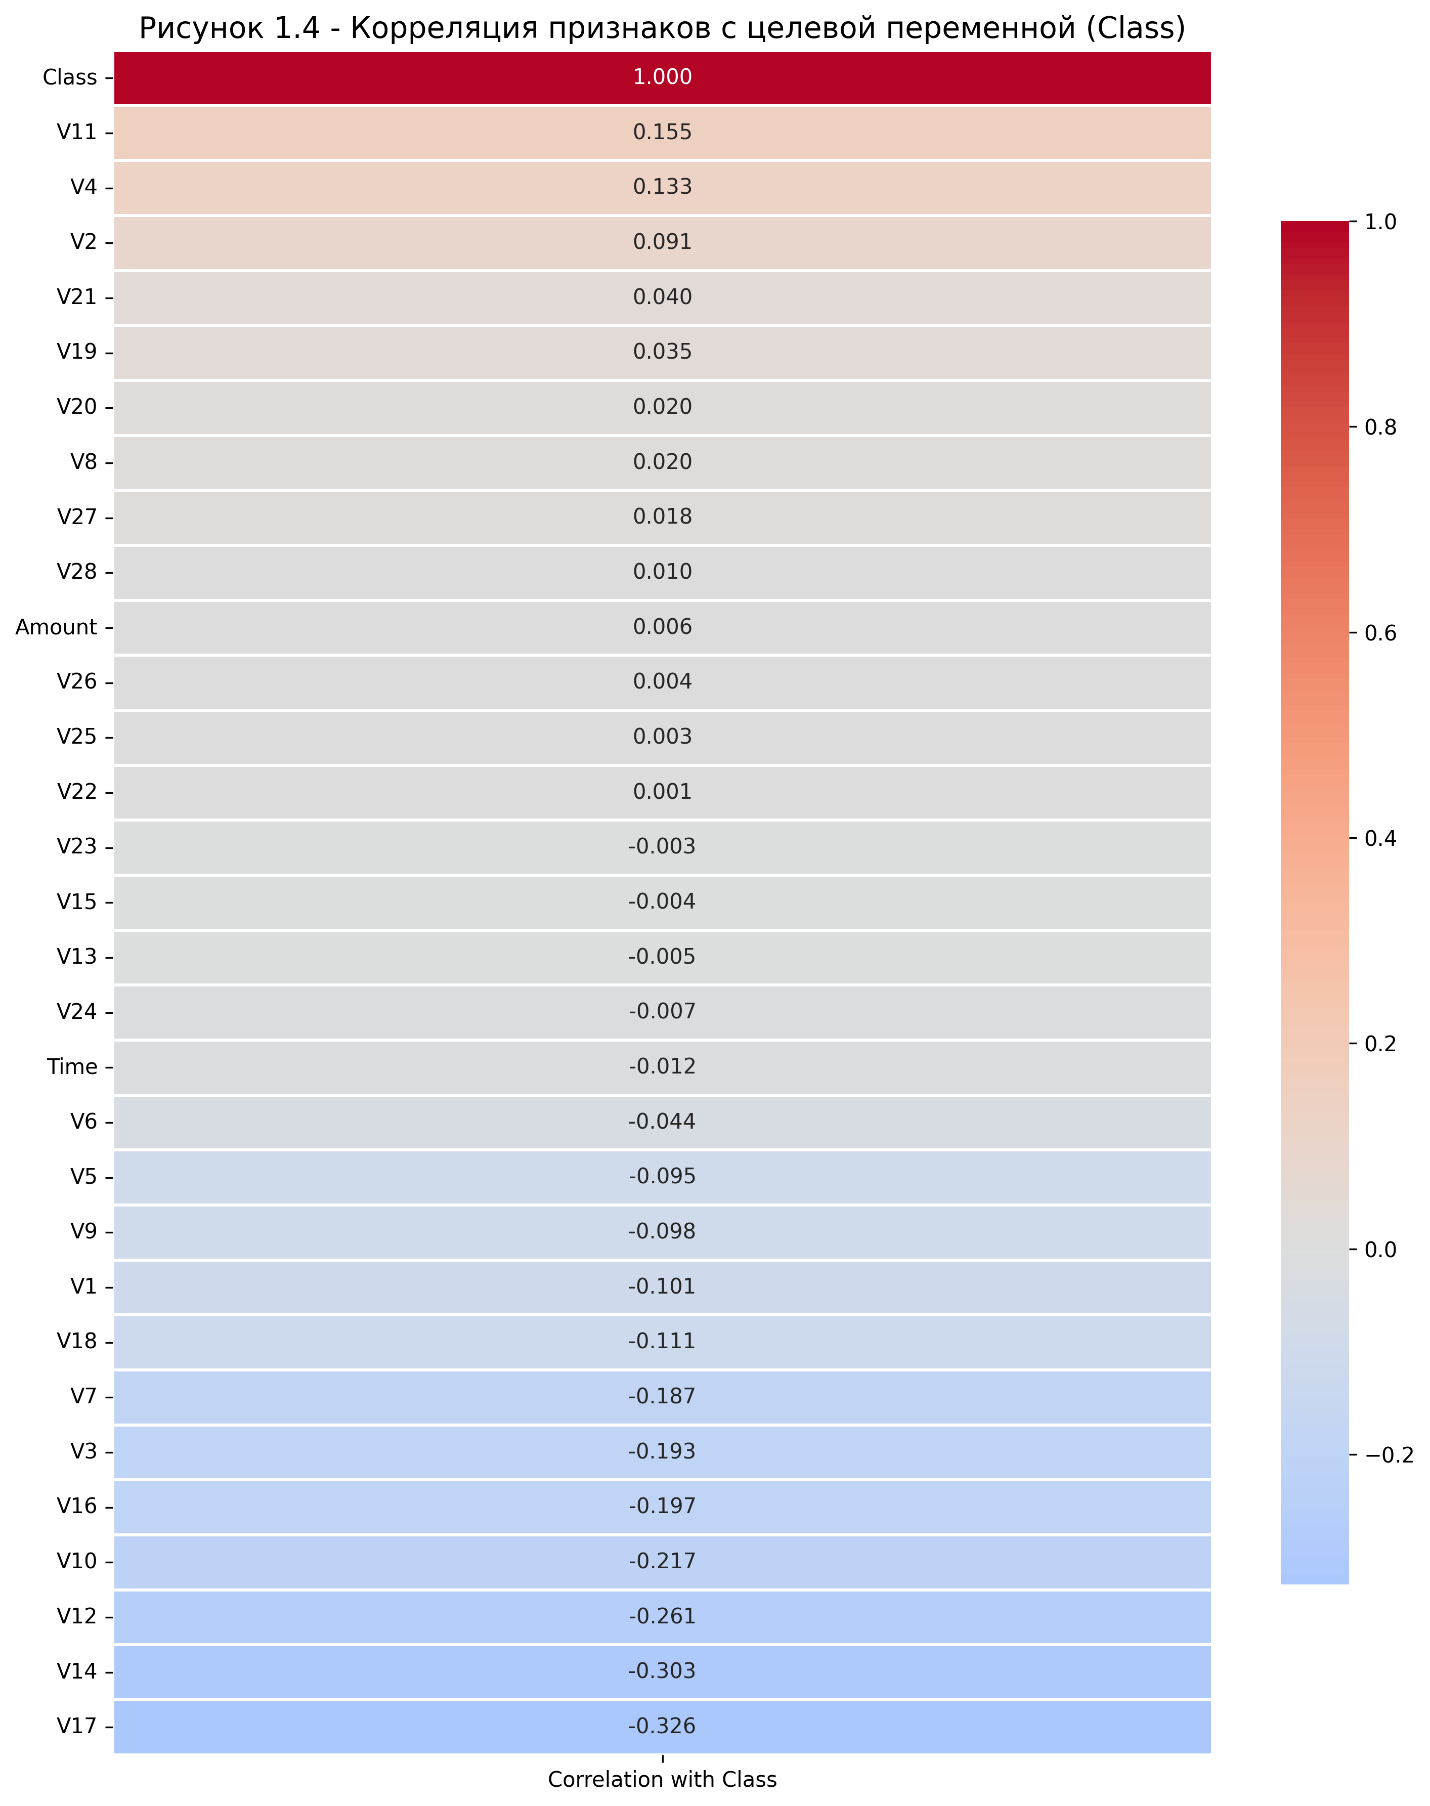 Рисунок 1.4 - Корреляция признаков с целевой переменной (Class)
Class 1.000
V11 0.155
V4 0.133
V2 0.091
V21 0.040
V19 0.035
V20 0.020
V8 0.020
V27 0.018
V28 0.010
Amount 0.006
V26 0.004
V25 0.003
V22 0.001
V23 -0.003
V15 -0.004
V13 -0.005
V24 -0.007
Time -0.012
V6 -0.044
V5 -0.095
V9 -0.098
V1 -0.101
V18 -0.111
V7 -0.187
V3 -0.193
V16 -0.197
V10 -0.217
V12 -0.261
V14 -0.303
V17 -0.326
Correlation with Class
1.0
0.8
0.6
0.4
0.2
0.0
−0.2